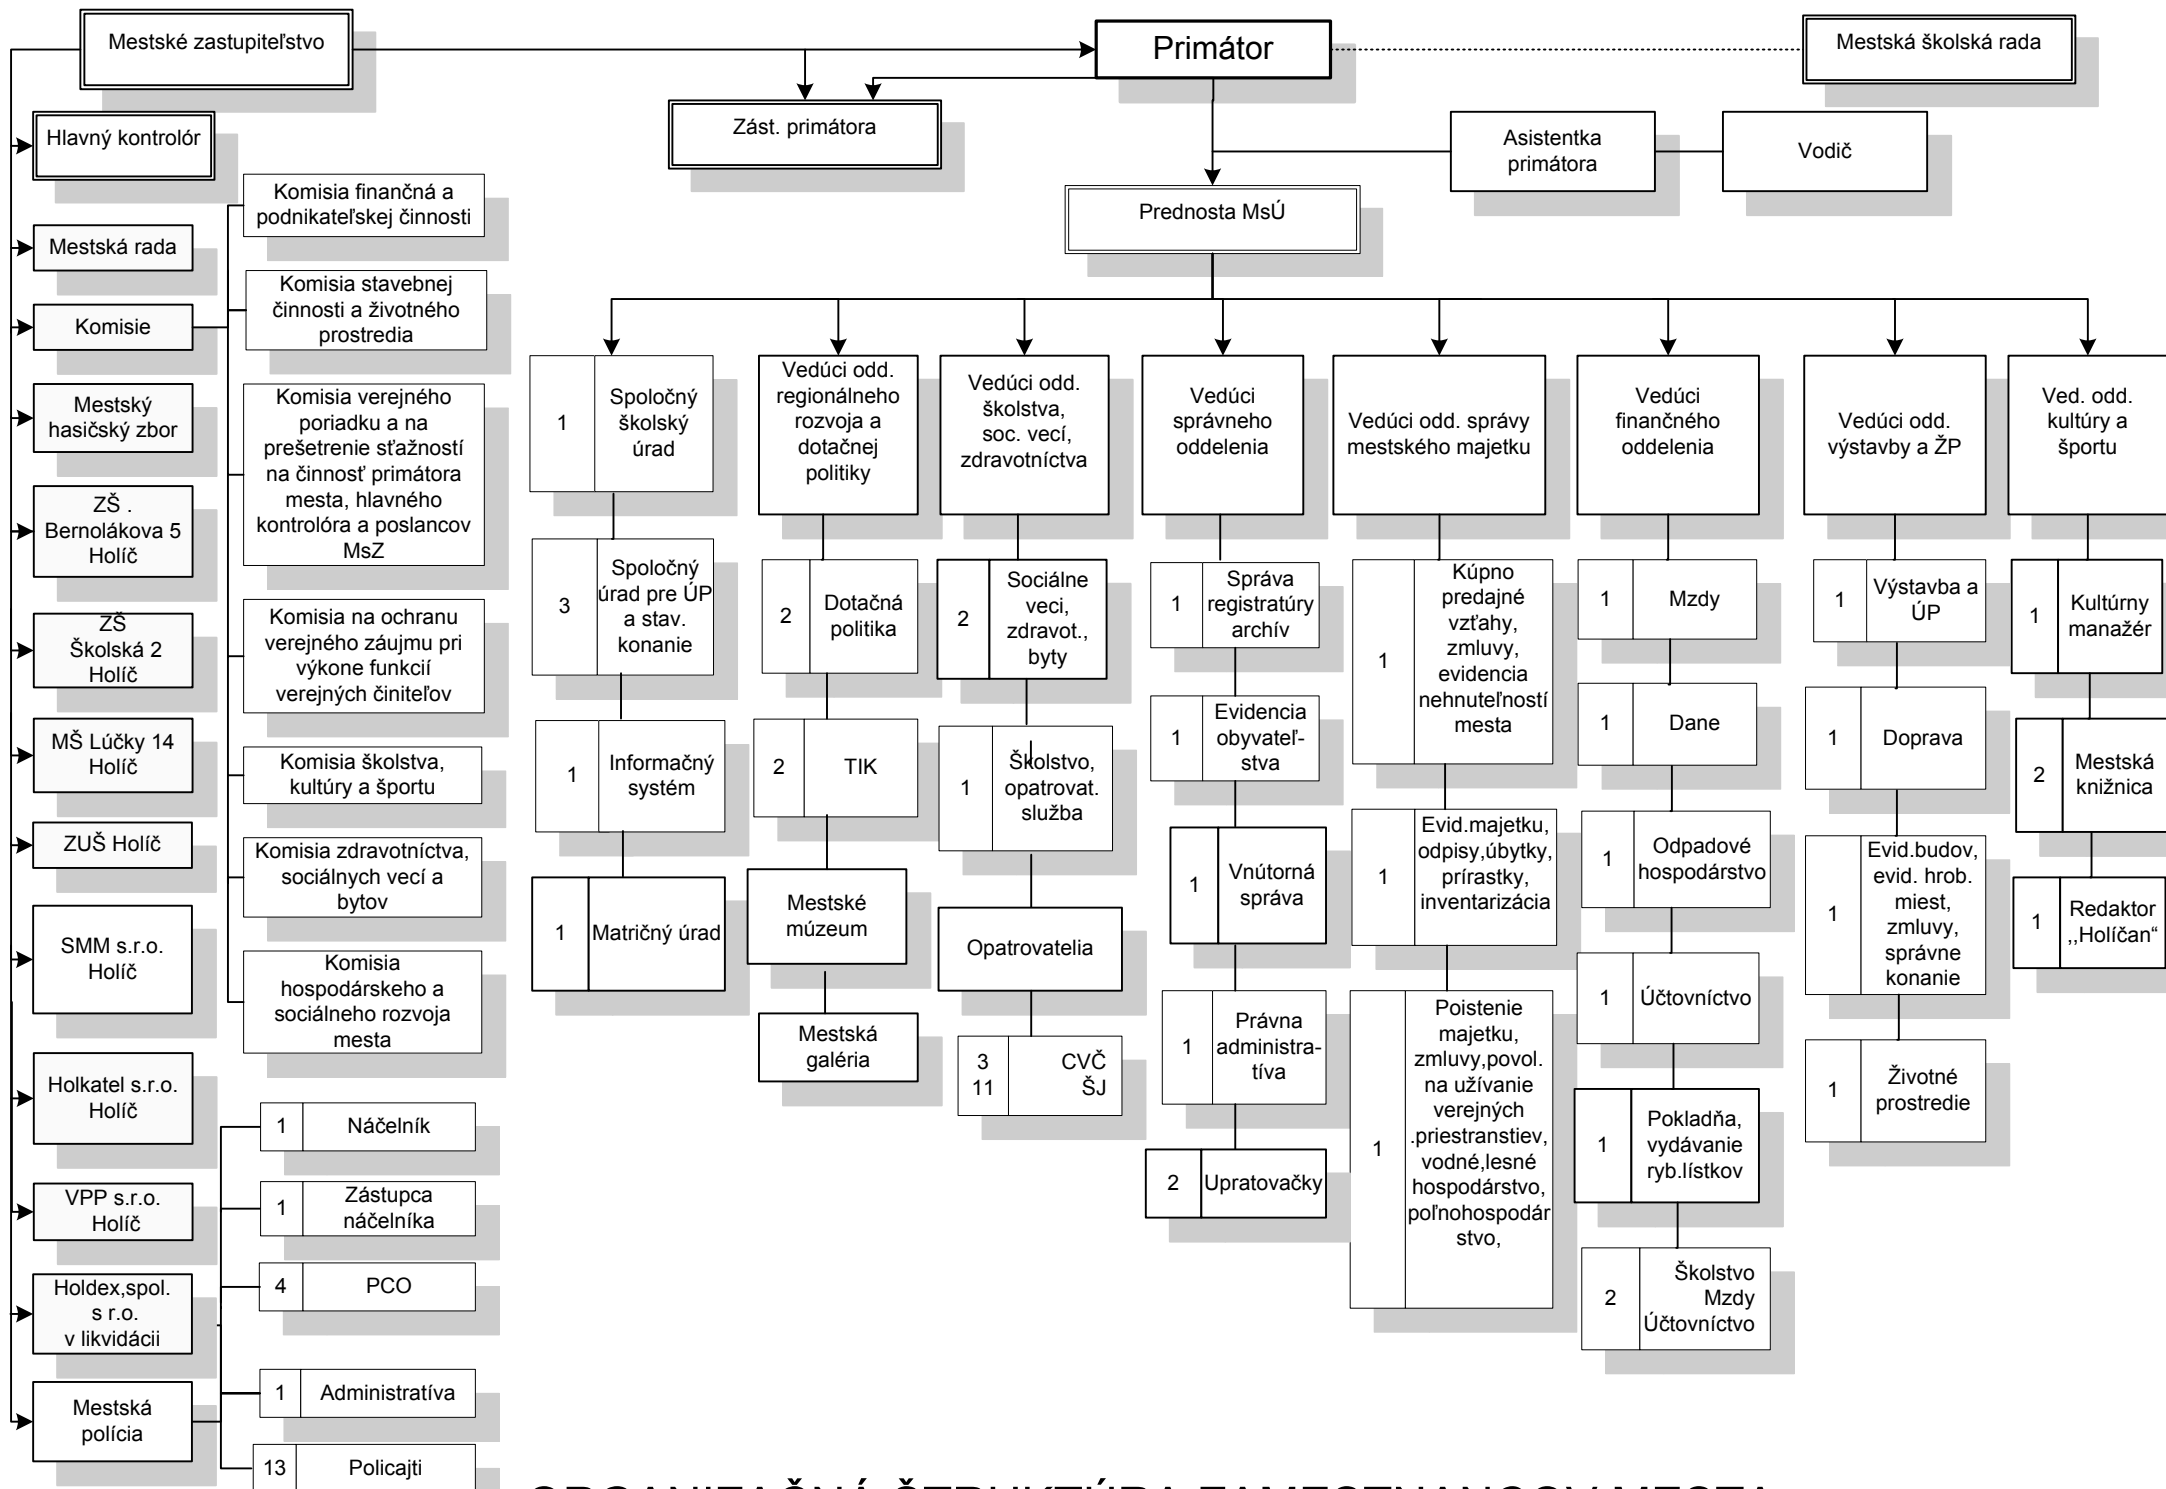 Mestské zastupiteľstvo
Primátor
Mestská školská rada
Zást. primátora
Asistentka
primátora
Vodič
Prednosta MsÚ
Hlavný kontrolór
Mestská rada
Komisie
Mestský
hasičský zbor
ZŠ .
Bernolákova 5
Holíč
ZŠ
Školská 2
Holíč
MŠ Lúčky 14
Holíč
ZUŠ Holíč
SMM s.r.o.
Holíč
Holkatel s.r.o.
Holíč
VPP s.r.o.
Holíč
Holdex,spol.
s r.o.
v likvidácii
Mestská
polícia
Komisia finančná a
podnikateľskej činnosti
Komisia stavebnej
činnosti a životného
prostredia
Komisia verejného
poriadku a na
prešetrenie sťažností
na činnosť primátora
mesta, hlavného
kontrolóra a poslancov
MsZ
Komisia na ochranu
verejného záujmu pri
výkone funkcií
verejných činiteľov
Komisia školstva,
kultúry a športu
Komisia zdravotníctva,
sociálnych vecí a
bytov
Komisia
hospodárskeho a
sociálneho rozvoja
mesta
1 Náčelník
1 Zástupca
náčelníka
4 PCO
1 Administratíva
13 Policajti
1 Spoločný
školský
úrad
3 Spoločný
úrad pre ÚP
a stav.
konanie
1 Informačný
systém
1 Matričný úrad
Vedúci odd.
regionálneho
rozvoja a
dotačnej
politiky
2 Dotačná
politika
2 TIK
Mestské
múzeum
Mestská
galéria
Vedúci odd.
školstva,
soc. vecí,
zdravotníctva
2 Sociálne
veci,
zdravot.,
byty
1 Školstvo,
opatrovat.
služba
Opatrovatelia
3 CVČ
11 ŠJ
Vedúci
správneho
oddelenia
1 Správa
registratúry
archív
1 Evidencia
obyvateľ-
stva
1 Vnútorná
správa
1 Právna
administra-
tíva
2 Upratovačky
Vedúci odd. správy
mestského majetku
1 Kúpno
predajné
vzťahy,
zmluvy,
evidencia
nehnuteľností
mesta
1 Evid.majetku,
odpisy,úbytky,
prírastky,
inventarizácia
1 Poistenie
majetku,
zmluvy,povol.
na užívanie
verejných
.priestranstiev,
vodné,lesné
hospodárstvo,
poľnohospodár
stvo,
Vedúci
finančného
oddelenia
1 Mzdy
1 Dane
1 Odpadové
hospodárstvo
1 Účtovníctvo
1 Pokladňa,
vydávanie
ryb.lístkov
2 Školstvo
Mzdy
Účtovníctvo
Vedúci odd.
výstavby a ŽP
1 Výstavba a
ÚP
1 Doprava
1 Evid.budov,
evid. hrob.
miest,
zmluvy,
správne
konanie
1 Životné
prostredie
Ved. odd.
kultúry a
športu
1 Kultúrny
manažér
2 Mestská
knižnica
1 Redaktor
,,Holíčan“
ORGANIZAČNÁ ŠTRUKTÚRA ZAMESTNANCOV MESTA